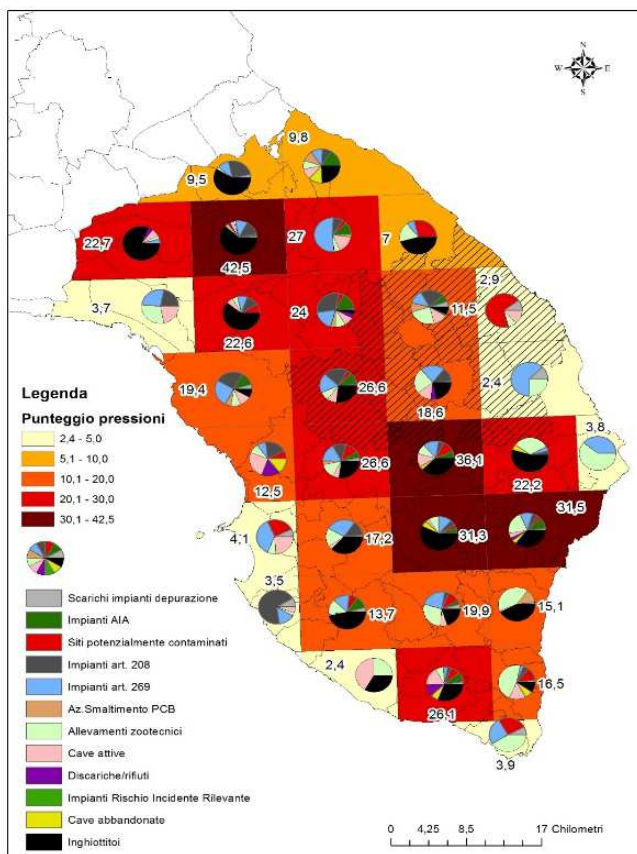 N
W E
S
9,8
9,5
22,7
42,5
27
7
2,9
3,7
22,6
24
11,5
19,4
26,6
18,6
2,4
3,8
12,5
26,6
36,1
22,2
4,1
17,2
31,3
31,5
3,5
13,7
19,9
15,1
2,4
26,1
16,5
3,9
Legenda
Punteggio pressioni
2,4 - 5,0
5,1 - 10,0
10,1 - 20,0
20,1 - 30,0
30,1 - 42,5
Scarichi impianti depurazione
Impianti AIA
Siti potenzialmente contaminati
Impianti art. 208
Impianti art. 269
Az.Smaltimento PCB
Allevamenti zootecnici
Cave attive
Discariche/rifiuti
Impianti Rischio Incidente Rilevante
Cave abbandonate
Inghiottitoi
0 4,25 8,5 17 Chilometri